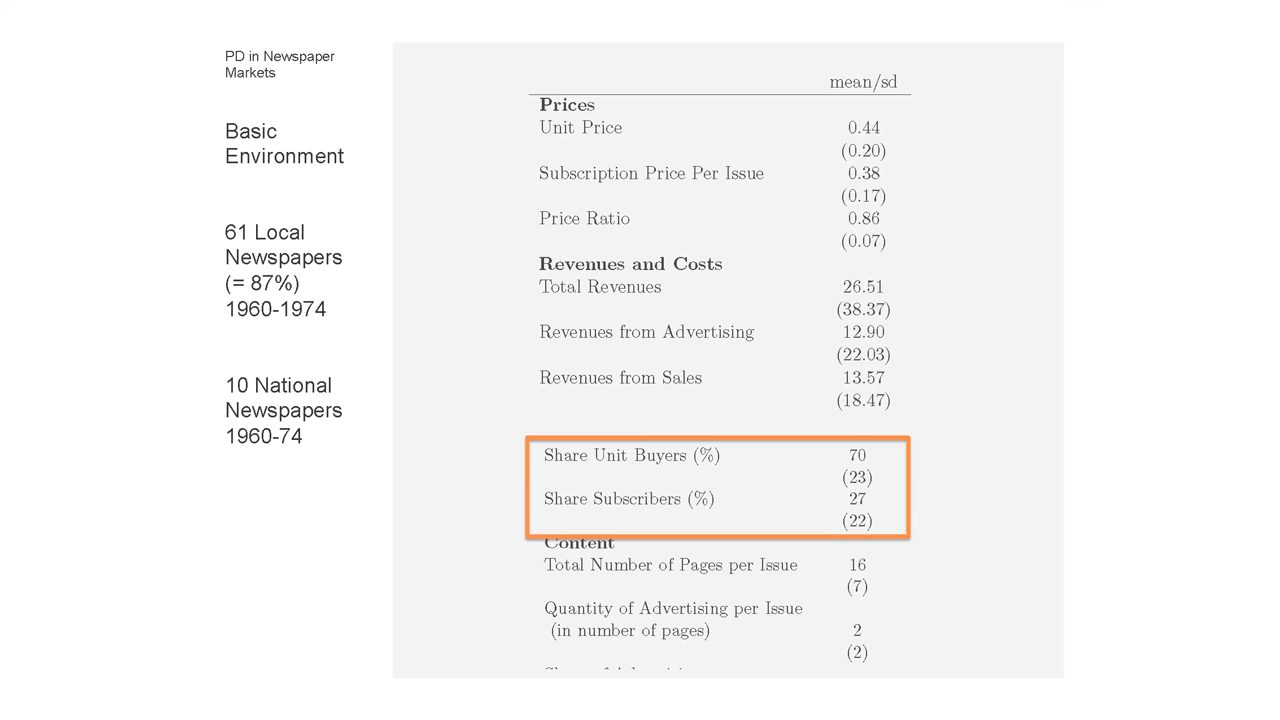 PD in Newspaper
Markets
Basic
Environment
61 Local
Newspapers
(= 87%)
1960-1974
10 National
Newspapers
1960-74
mean/sd
Prices
Unit Price 0.44
(0.20)
Subscription Price Per Issue 0.38
(0.17)
Price Ratio 0.86
(0.07)
Revenues and Costs
Total Revenues 26.51
(38.37)
Revenues from Advertising 12.90
(22.03)
Revenues from Sales 13.57
(18.47)
Share Unit Buyers (%) 70
(23)
Share Subscribers (%) 27
(22)
Content
Total Number of Pages per Issue 16
(7)
Quantity of Advertising per Issue
(in number of pages) 2
(2)